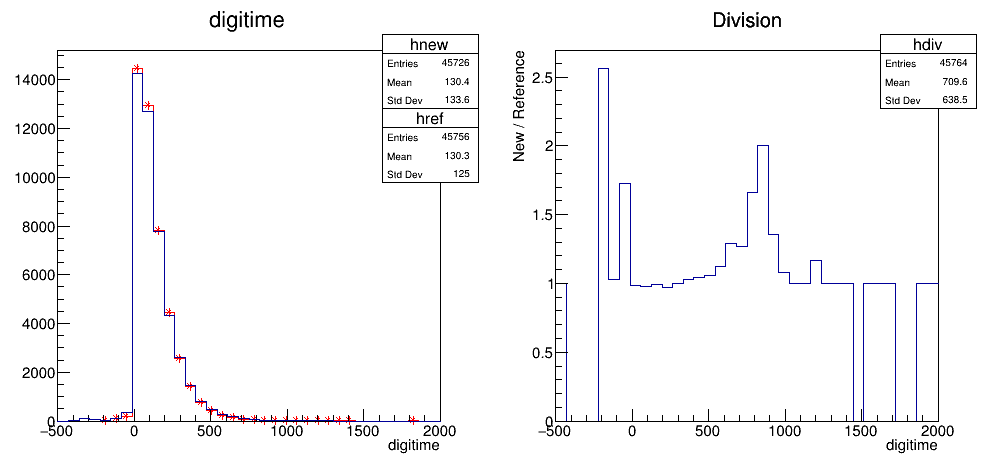 digitime
hnew
Entries 45726
Mean 130.4
Std Dev 133.6
href
Entries 45756
Mean 130.3
Std Dev 125
14000
12000
10000
8000
6000
4000
2000
0
−500 0 500 1000 1500 2000
digitime
Division
hdiv
Entries 45764
Mean 709.6
Std Dev 638.5
New / Reference
2.5
2
1.5
1
0.5
0
−500 0 500 1000 1500 2000
digitime